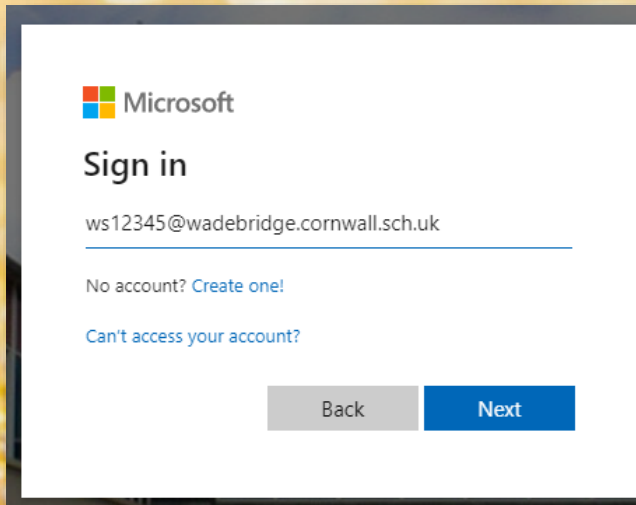 Microsoft
Sign in
ws12345@wadebridge.cornwall.sch.uk
No account? Create one!
Can't access your account?
Back Next